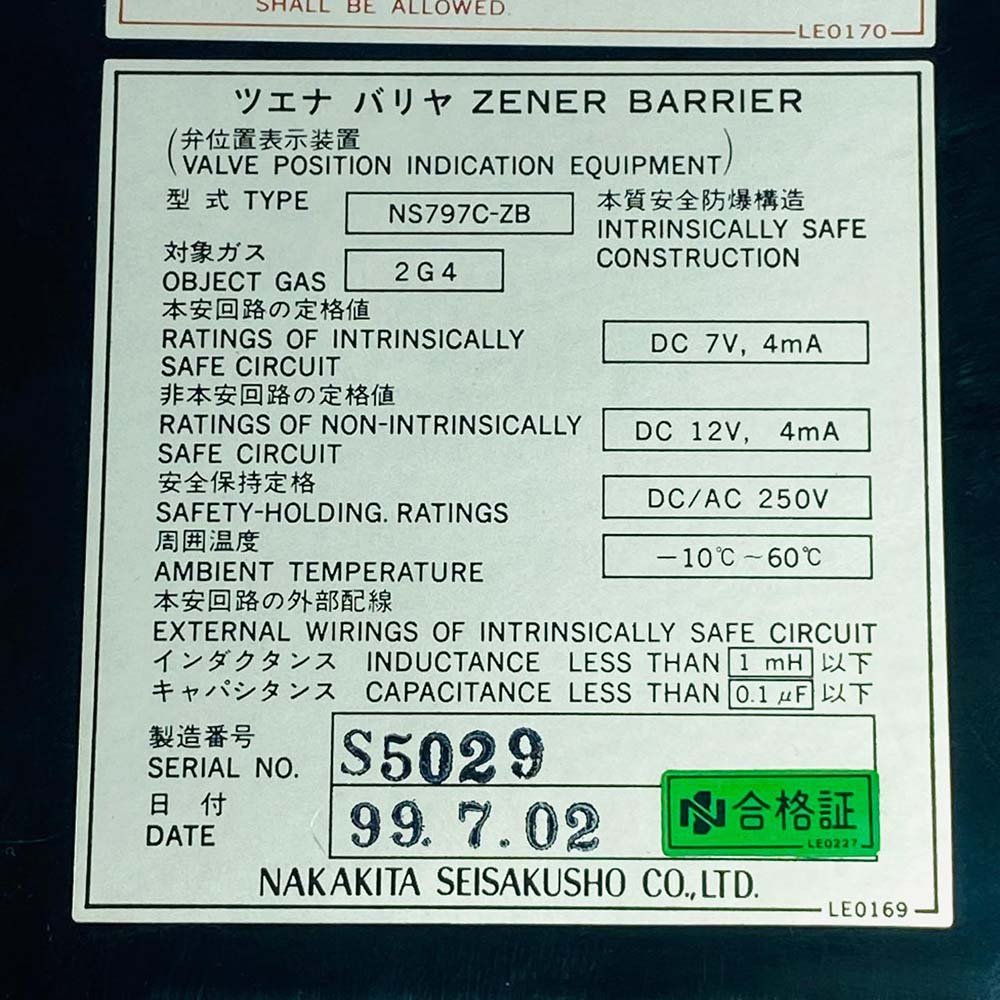 SHALL BE ALLOWED.
LE0170
ツエナ バリヤ ZENER BARRIER
(弁位置表示装置
VALVE POSITION INDICATION EQUIPMENT)
型式 TYPE NS797C-ZB
本質安全防爆構造
INTRINSICALLY SAFE
CONSTRUCTION
対象ガス
OBJECT GAS 2G4
本安回路の定格値
RATINGS OF INTRINSICALLY
SAFE CIRCUIT
DC 7V, 4mA
非本安回路の定格値
RATINGS OF NON-INTRINSICALLY
SAFE CIRCUIT
DC 12V, 4mA
安全保持定格
SAFETY-HOLDING. RATINGS
DC/AC 250V
周囲温度
AMBIENT TEMPERATURE
-10℃~60℃
本安回路の外部配線
EXTERNAL WIRINGS OF INTRINSICALLY SAFE CIRCUIT
インダクタンス INDUCTANCE LESS THAN 1 mH 以下
キャパシタンス CAPACITANCE LESS THAN 0.1 μF 以下
製造番号
SERIAL NO. S5029
日付
DATE 99.7.02
合格証
LE0227
NAKAKITA SEISAKUSHO CO.,LTD.
LE0169